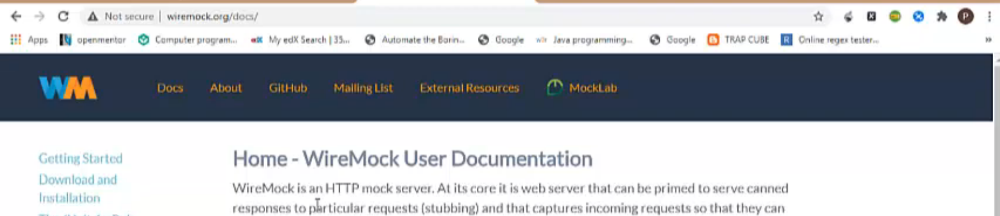 Not secure | wiremock.org/docs/
Apps openmentor Computer program... My edX Search | 35... Automate the Borin... Google Java programming... Google TRAP CUBE R Online regex tester...
WM Docs About GitHub Mailing List External Resources MockLab
Getting Started
Download and
Installation
Home - WireMock User Documentation
WireMock is an HTTP mock server. At its core it is web server that can be primed to serve canned
responses to particular requests (stubbing) and that captures incoming requests so that they can